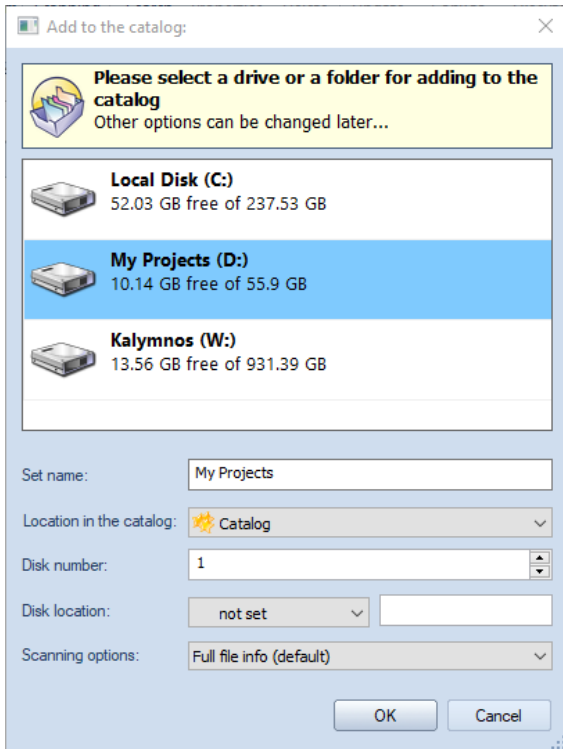 Add to the catalog:
Please select a drive or a folder for adding to the
catalog
Other options can be changed later...
Local Disk (C:)
52.03 GB free of 237.53 GB
My Projects (D:)
10.14 GB free of 55.9 GB
Kalymnos (W:)
13.56 GB free of 931.39 GB
Set name: My Projects
Location in the catalog: Catalog
Disk number: 1
Disk location: not set
Scanning options: Full file info (default)
OK Cancel